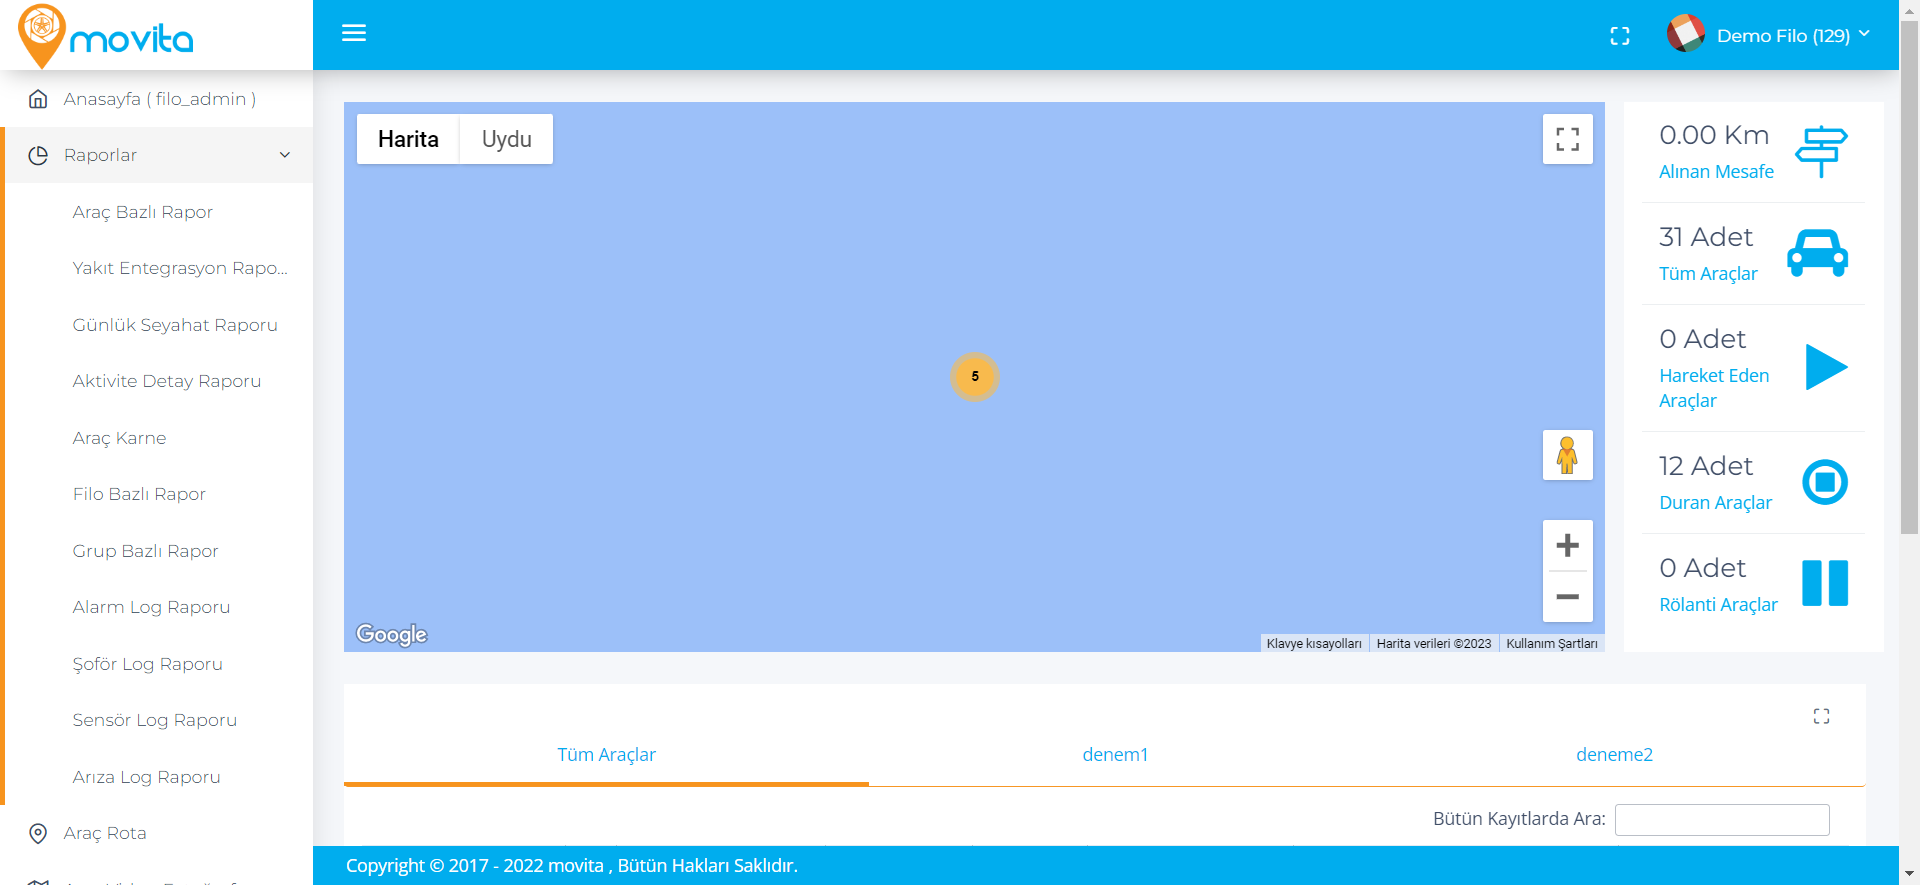 movita
Demo Filo (129)
Anasayfa ( filo_admin )
Raporlar
Araç Bazlı Rapor
Yakıt Entegrasyon Rapo...
Günlük Seyahat Raporu
Aktivite Detay Raporu
Araç Karne
Filo Bazlı Rapor
Grup Bazlı Rapor
Alarm Log Raporu
Şoför Log Raporu
Sensör Log Raporu
Arıza Log Raporu
Araç Rota
Harita
Uydu
5
Google
Klavye kısayolları
Harita verileri ©2023
Kullanım Şartları
0.00 Km
Alınan Mesafe
31 Adet
Tüm Araçlar
0 Adet
Hareket Eden
Araçlar
12 Adet
Duran Araçlar
0 Adet
Rölanti Araçlar
Tüm Araçlar
denem1
deneme2
Bütün Kayıtlarda Ara:
Copyright © 2017 - 2022 movita , Bütün Hakları Saklıdır.